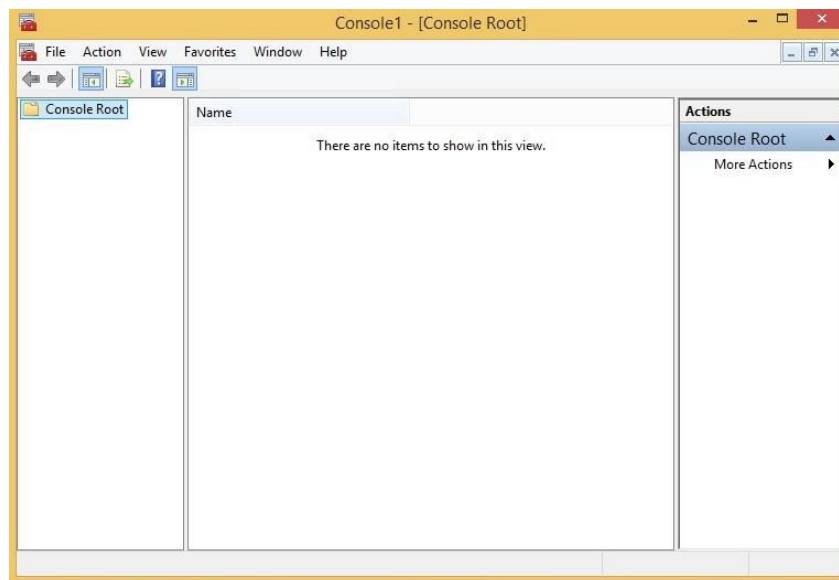 Console1 - [Console Root]
File Action View Favorites Window Help
Console Root
Name
There are no items to show in this view.
Actions
Console Root
More Actions